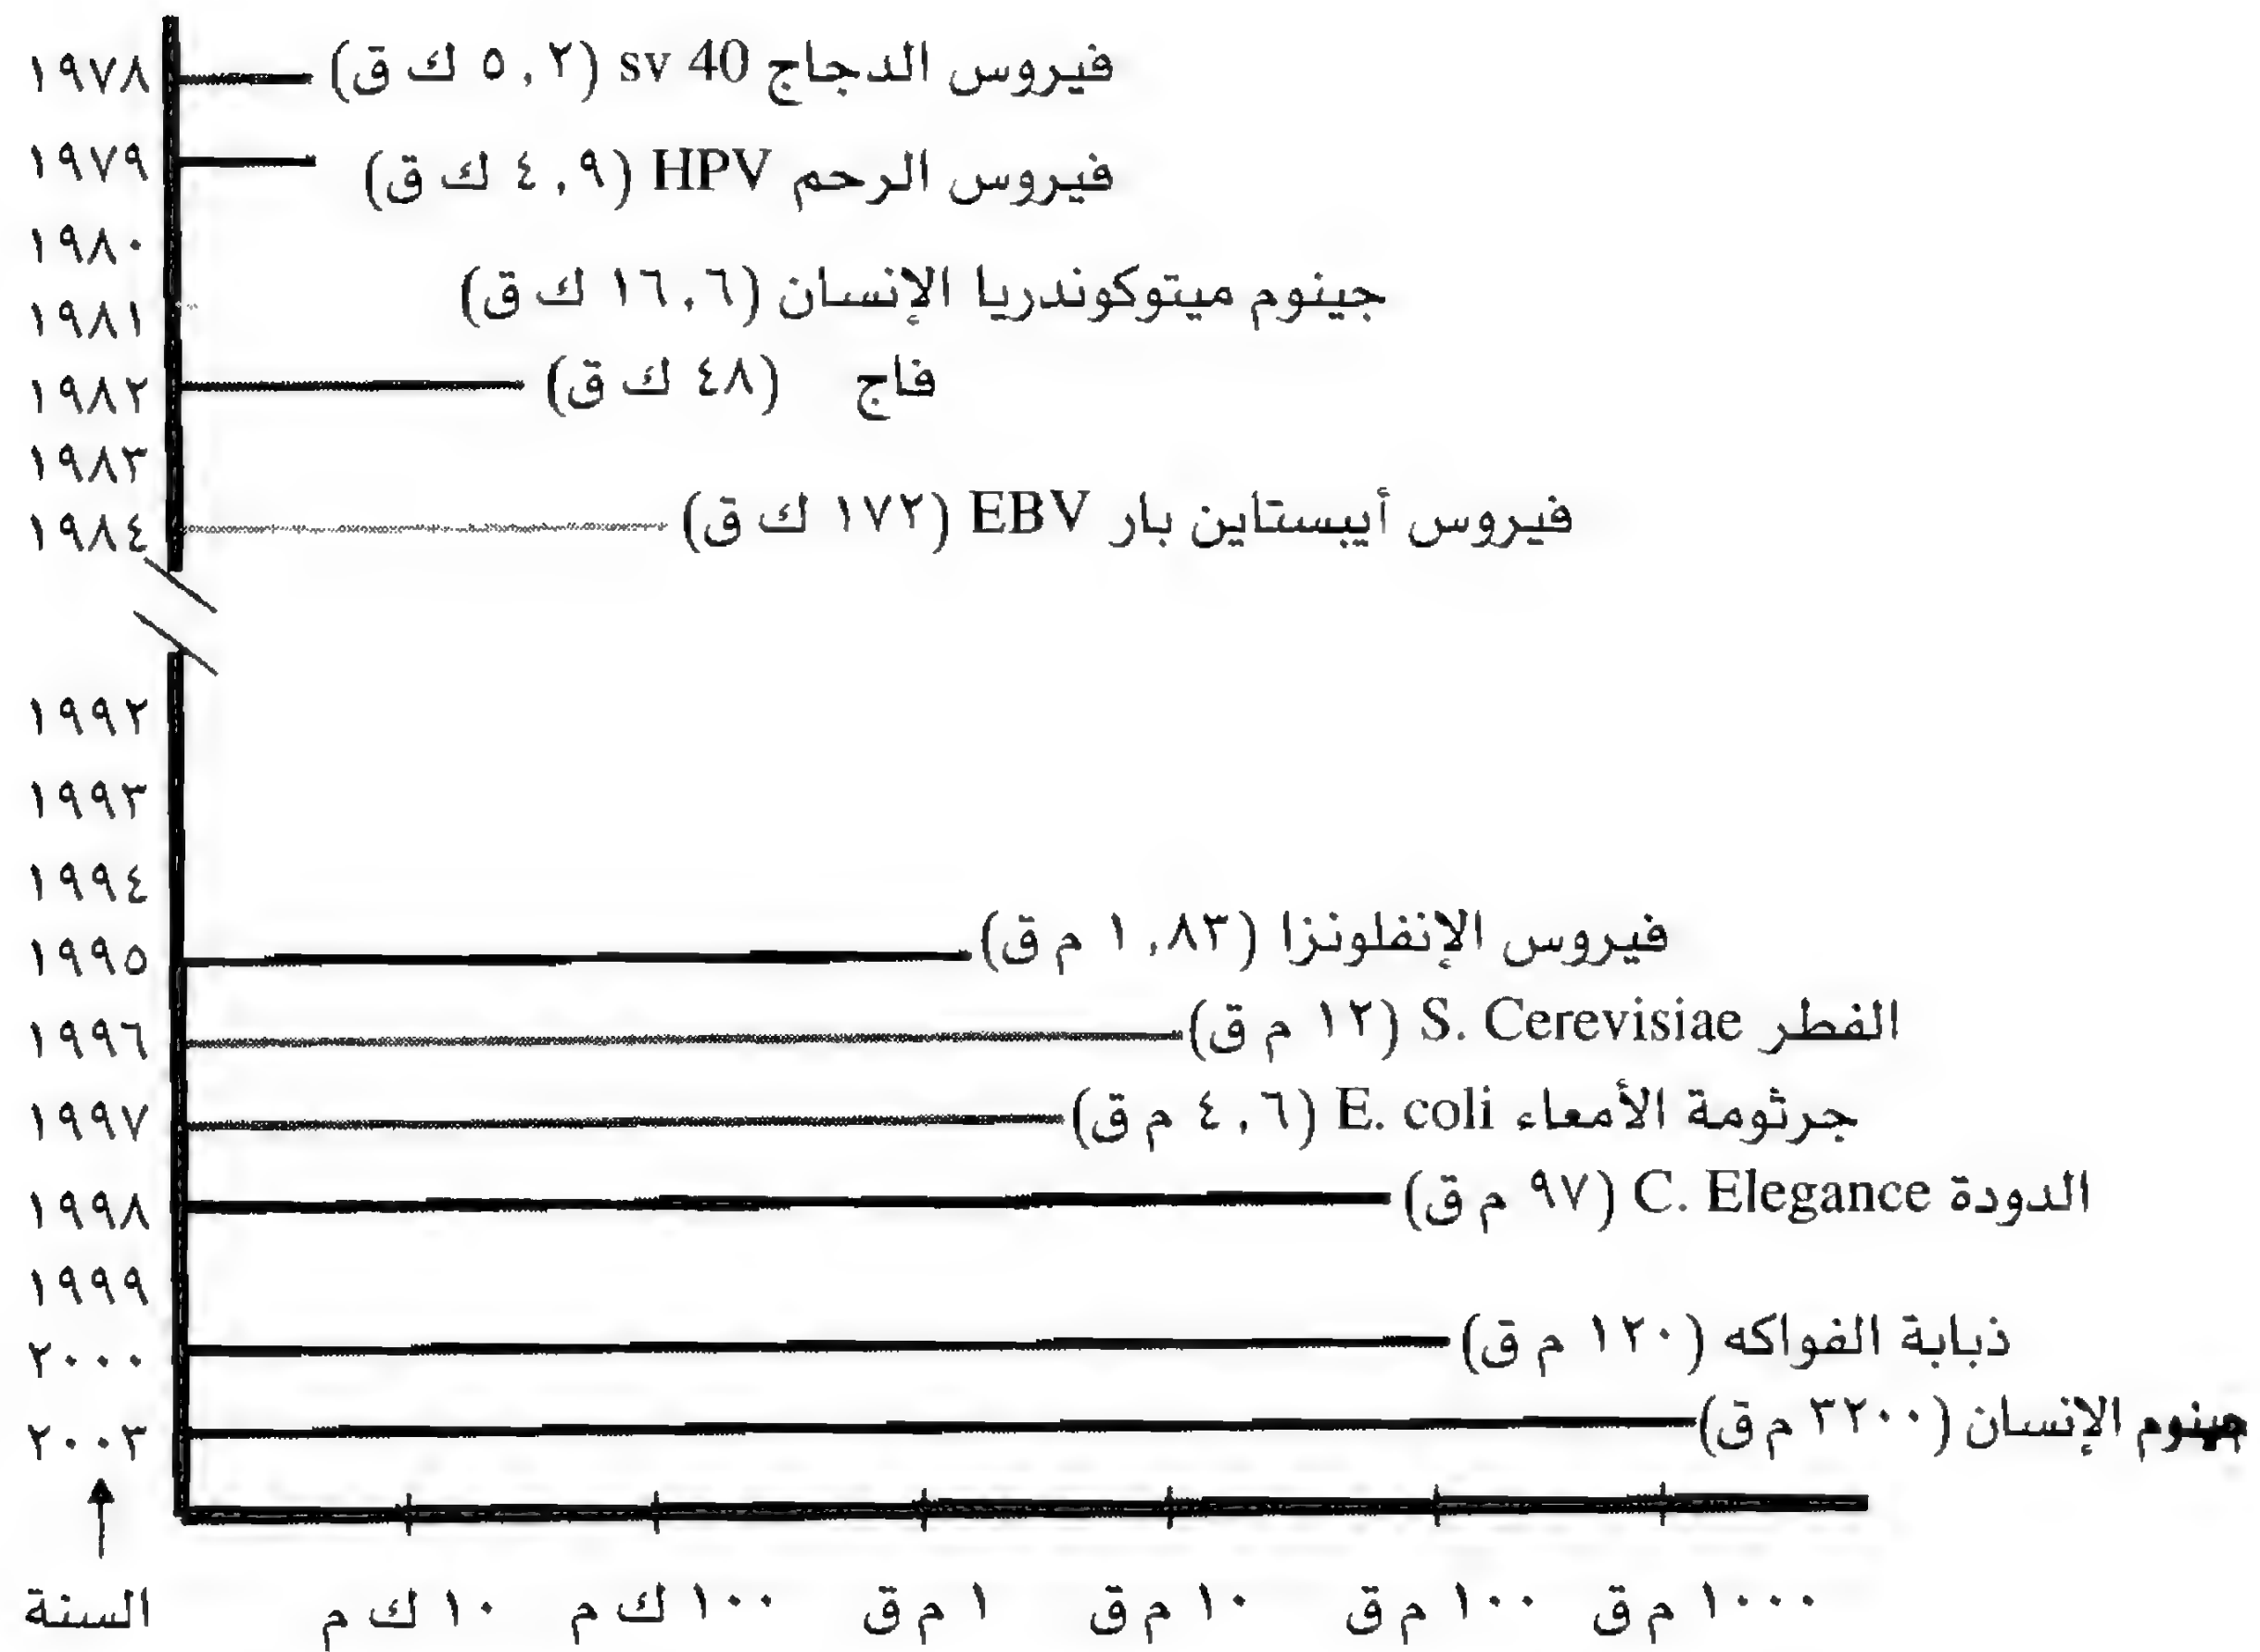 ١٩٧٨ فيروس الدجاج sv 40 (٥,٢ ك ق)
١٩٧٩ فيروس الرحم HPV (٤,٩ ك ق)
١٩٨٠
١٩٨١ جينوم ميتوكوندريا الإنسان (١٦,٦ ك ق)
١٩٨٢ فاج (٤٨ ك ق)
١٩٨٣
١٩٨٤ فيروس أيبستاين بار EBV (١٧٢ ك ق)
١٩٩٢
١٩٩٣
١٩٩٤
١٩٩٥ فيروس الإنفلونزا (١,٨٣ م ق)
١٩٩٦ الفطر S. Cerevisiae (١٢ م ق)
١٩٩٧ جرثومة الأمعاء E. coli (٤,٦ م ق)
١٩٩٨ الدودة C. Elegance (٩٧ م ق)
١٩٩٩
٢٠٠٠ ذبابة الفواكه (١٢٠ م ق)
٢٠٠٣ جينوم الإنسان (٣٢٠٠ م ق)
السنة ١٠ ك م ١٠٠ ك م ١ م ق ١٠ م ق ١٠٠ م ق ١٠٠٠ م ق